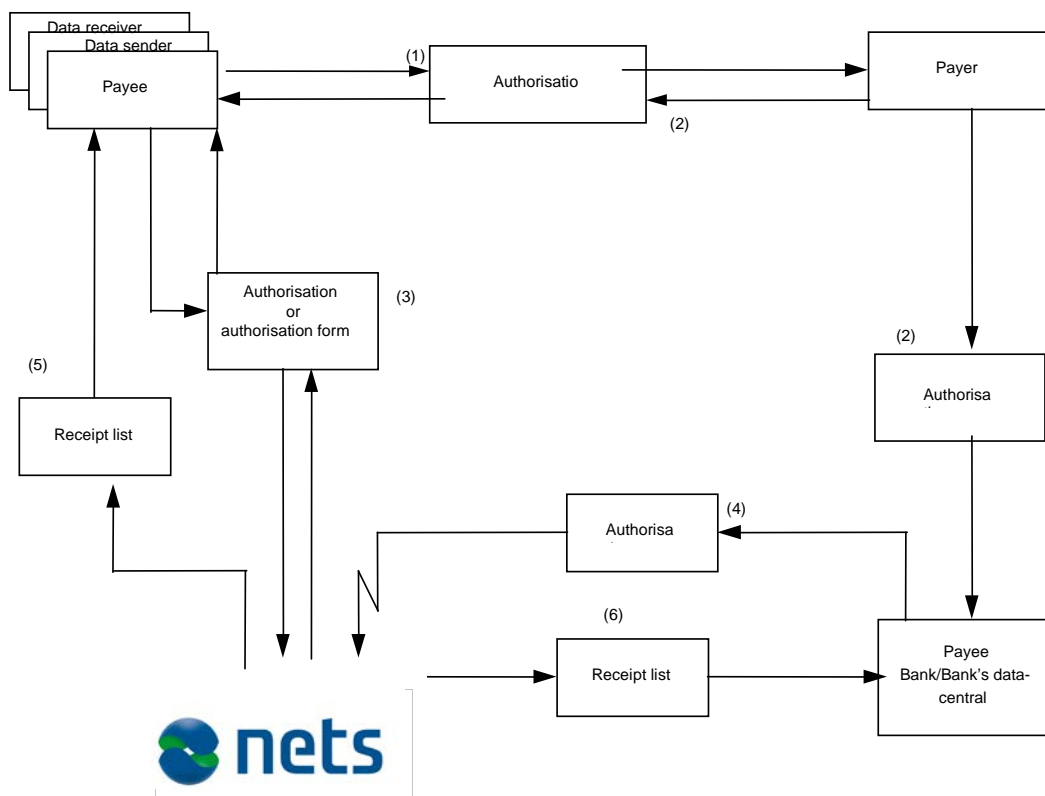 Data receiver
Data sender
Payee
(1)
Authorisatio
Payer
(2)
Authorisation
or
authorisation form
(3)
(2)
Authorisa
(5)
Receipt list
Authorisa
(4)
(6)
Receipt list
Payee
Bank/Bank's data-
central
nets